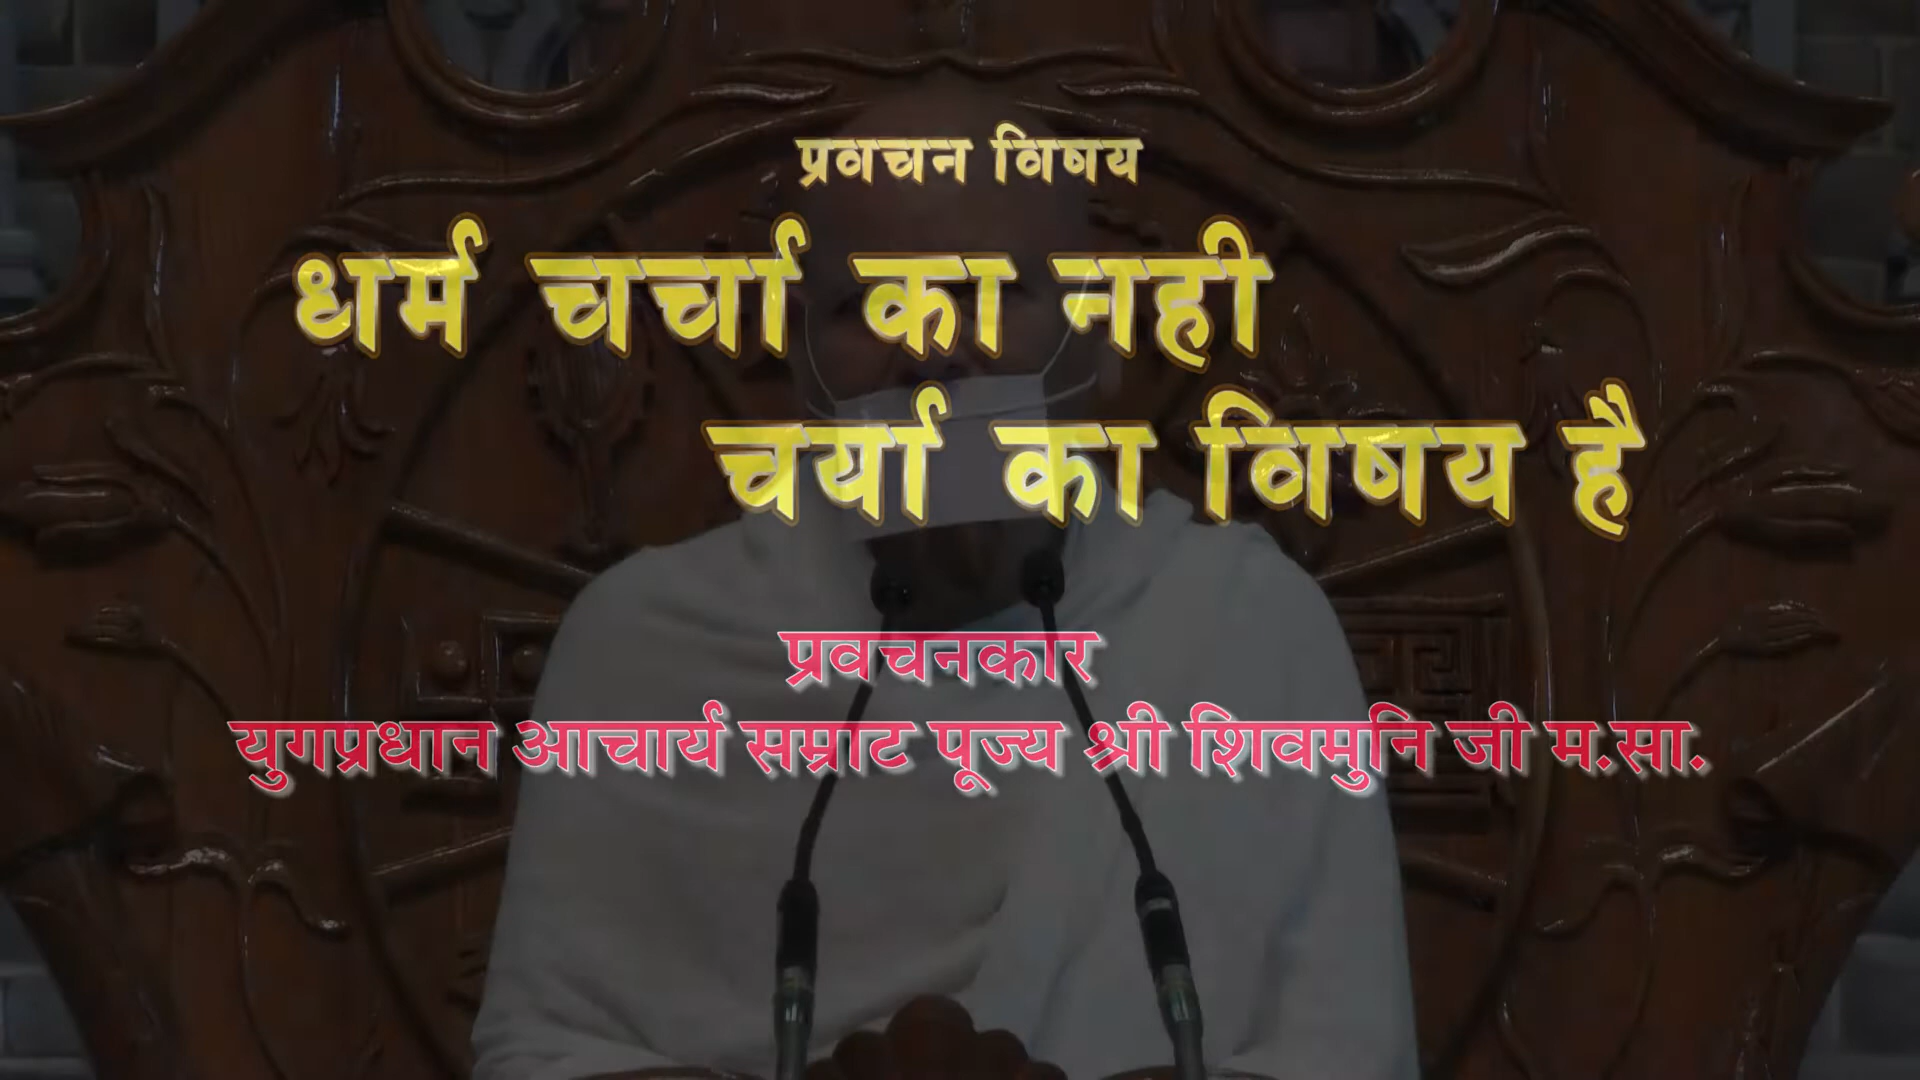 प्रवचन विषय
धर्म चर्चा का नही
चर्या का विषय है
प्रवचनकार
युगप्रधान आचार्य सम्राट पूज्य श्री शिवमुनि जी म.सा.